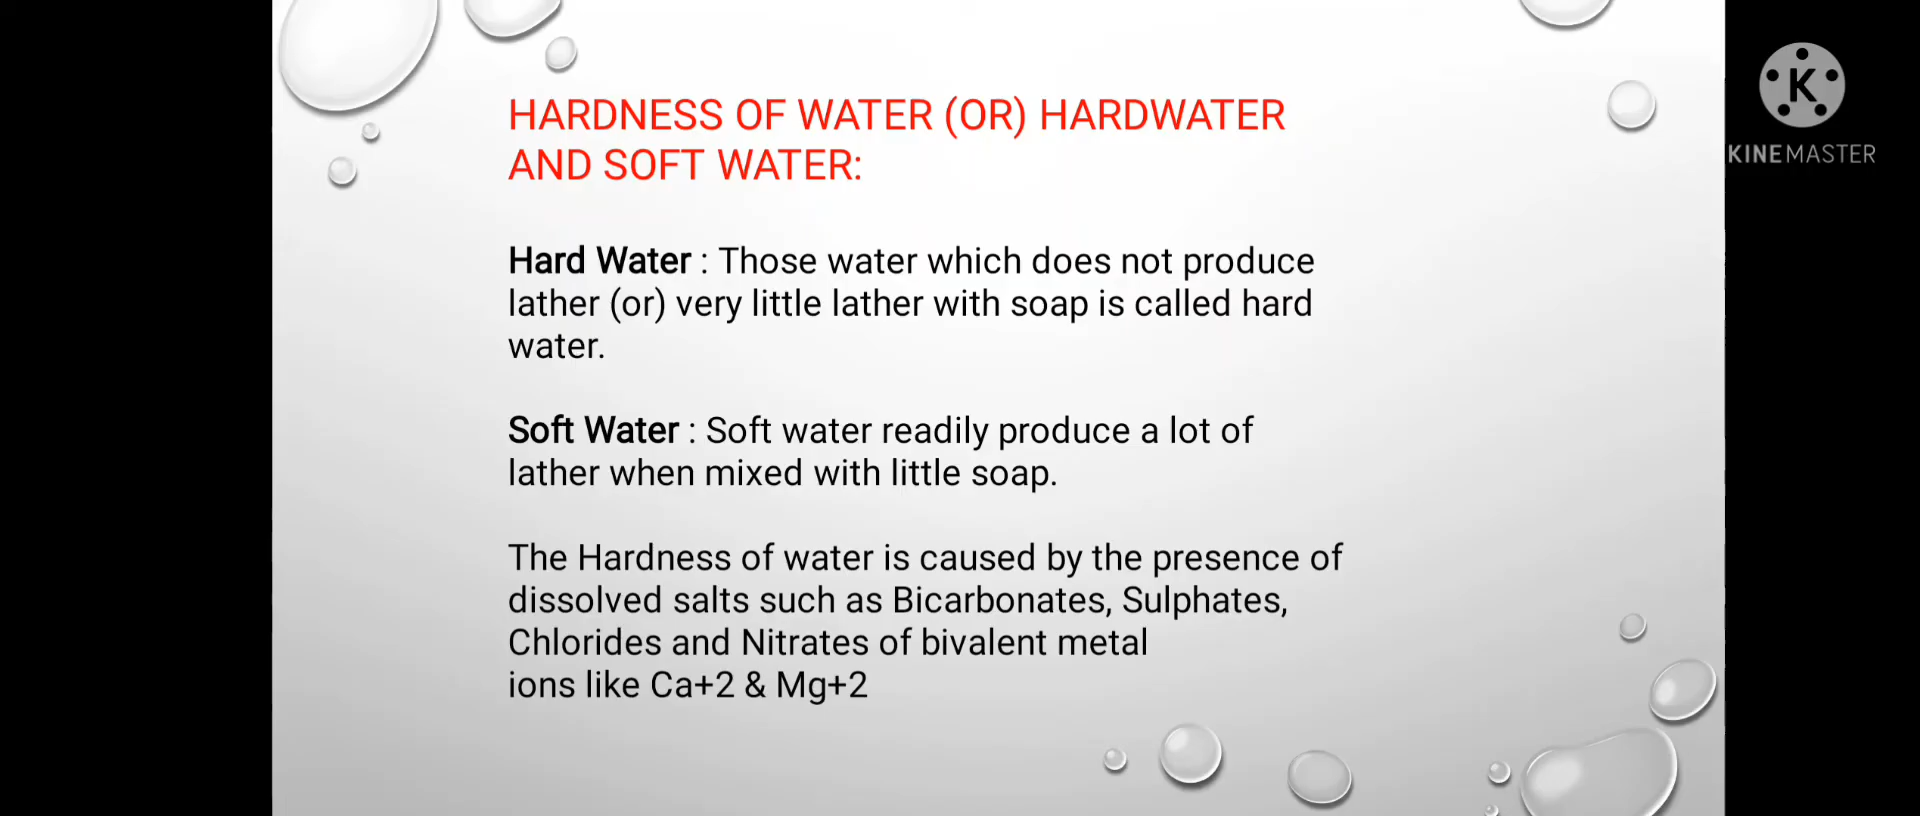 HARDNESS OF WATER (OR) HARDWATER
AND SOFT WATER:
Hard Water : Those water which does not produce
lather (or) very little lather with soap is called hard
water.
Soft Water : Soft water readily produce a lot of
lather when mixed with little soap.
The Hardness of water is caused by the presence of
dissolved salts such as Bicarbonates, Sulphates,
Chlorides and Nitrates of bivalent metal
ions like Ca+2 & Mg+2
K
KINEMASTER